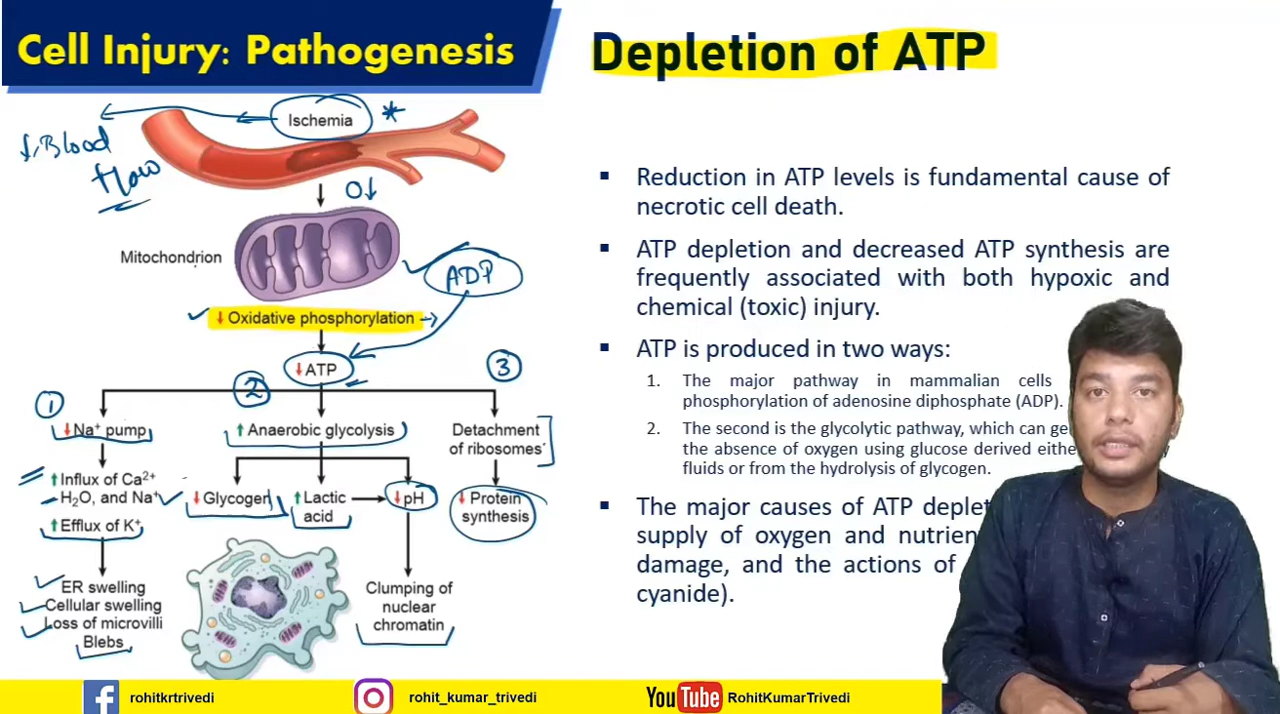 Cell Injury: Pathogenesis
Depletion of ATP
Ischemia *
↓ Blood
flow
O↓
Mitochondrion
ADP
↓ Oxidative phosphorylation
↓ ATP
1
2
3
↓ Na⁺ pump
↑ Influx of Ca²⁺
H₂O, and Na⁺
↑ Efflux of K⁺
ER swelling
Cellular swelling
Loss of microvilli
Blebs
↑ Anaerobic glycolysis
↓ Glycogen
↑ Lactic
acid
↓ pH
Clumping of
nuclear
chromatin
Detachment
of ribosomes
↓ Protein
synthesis
▪ Reduction in ATP levels is fundamental cause of
necrotic cell death.
▪ ATP depletion and decreased ATP synthesis are
frequently associated with both hypoxic and
chemical (toxic) injury.
▪ ATP is produced in two ways:
1. The major pathway in mammalian cells
phosphorylation of adenosine diphosphate (ADP).
2. The second is the glycolytic pathway, which can
the absence of oxygen using glucose derived
fluids or from the hydrolysis of glycogen.
▪ The major causes of ATP
supply of oxygen and
damage, and the actions of
cyanide).
rohitkrtrivedi
rohit_kumar_trivedi
YouTube RohitKumarTrivedi